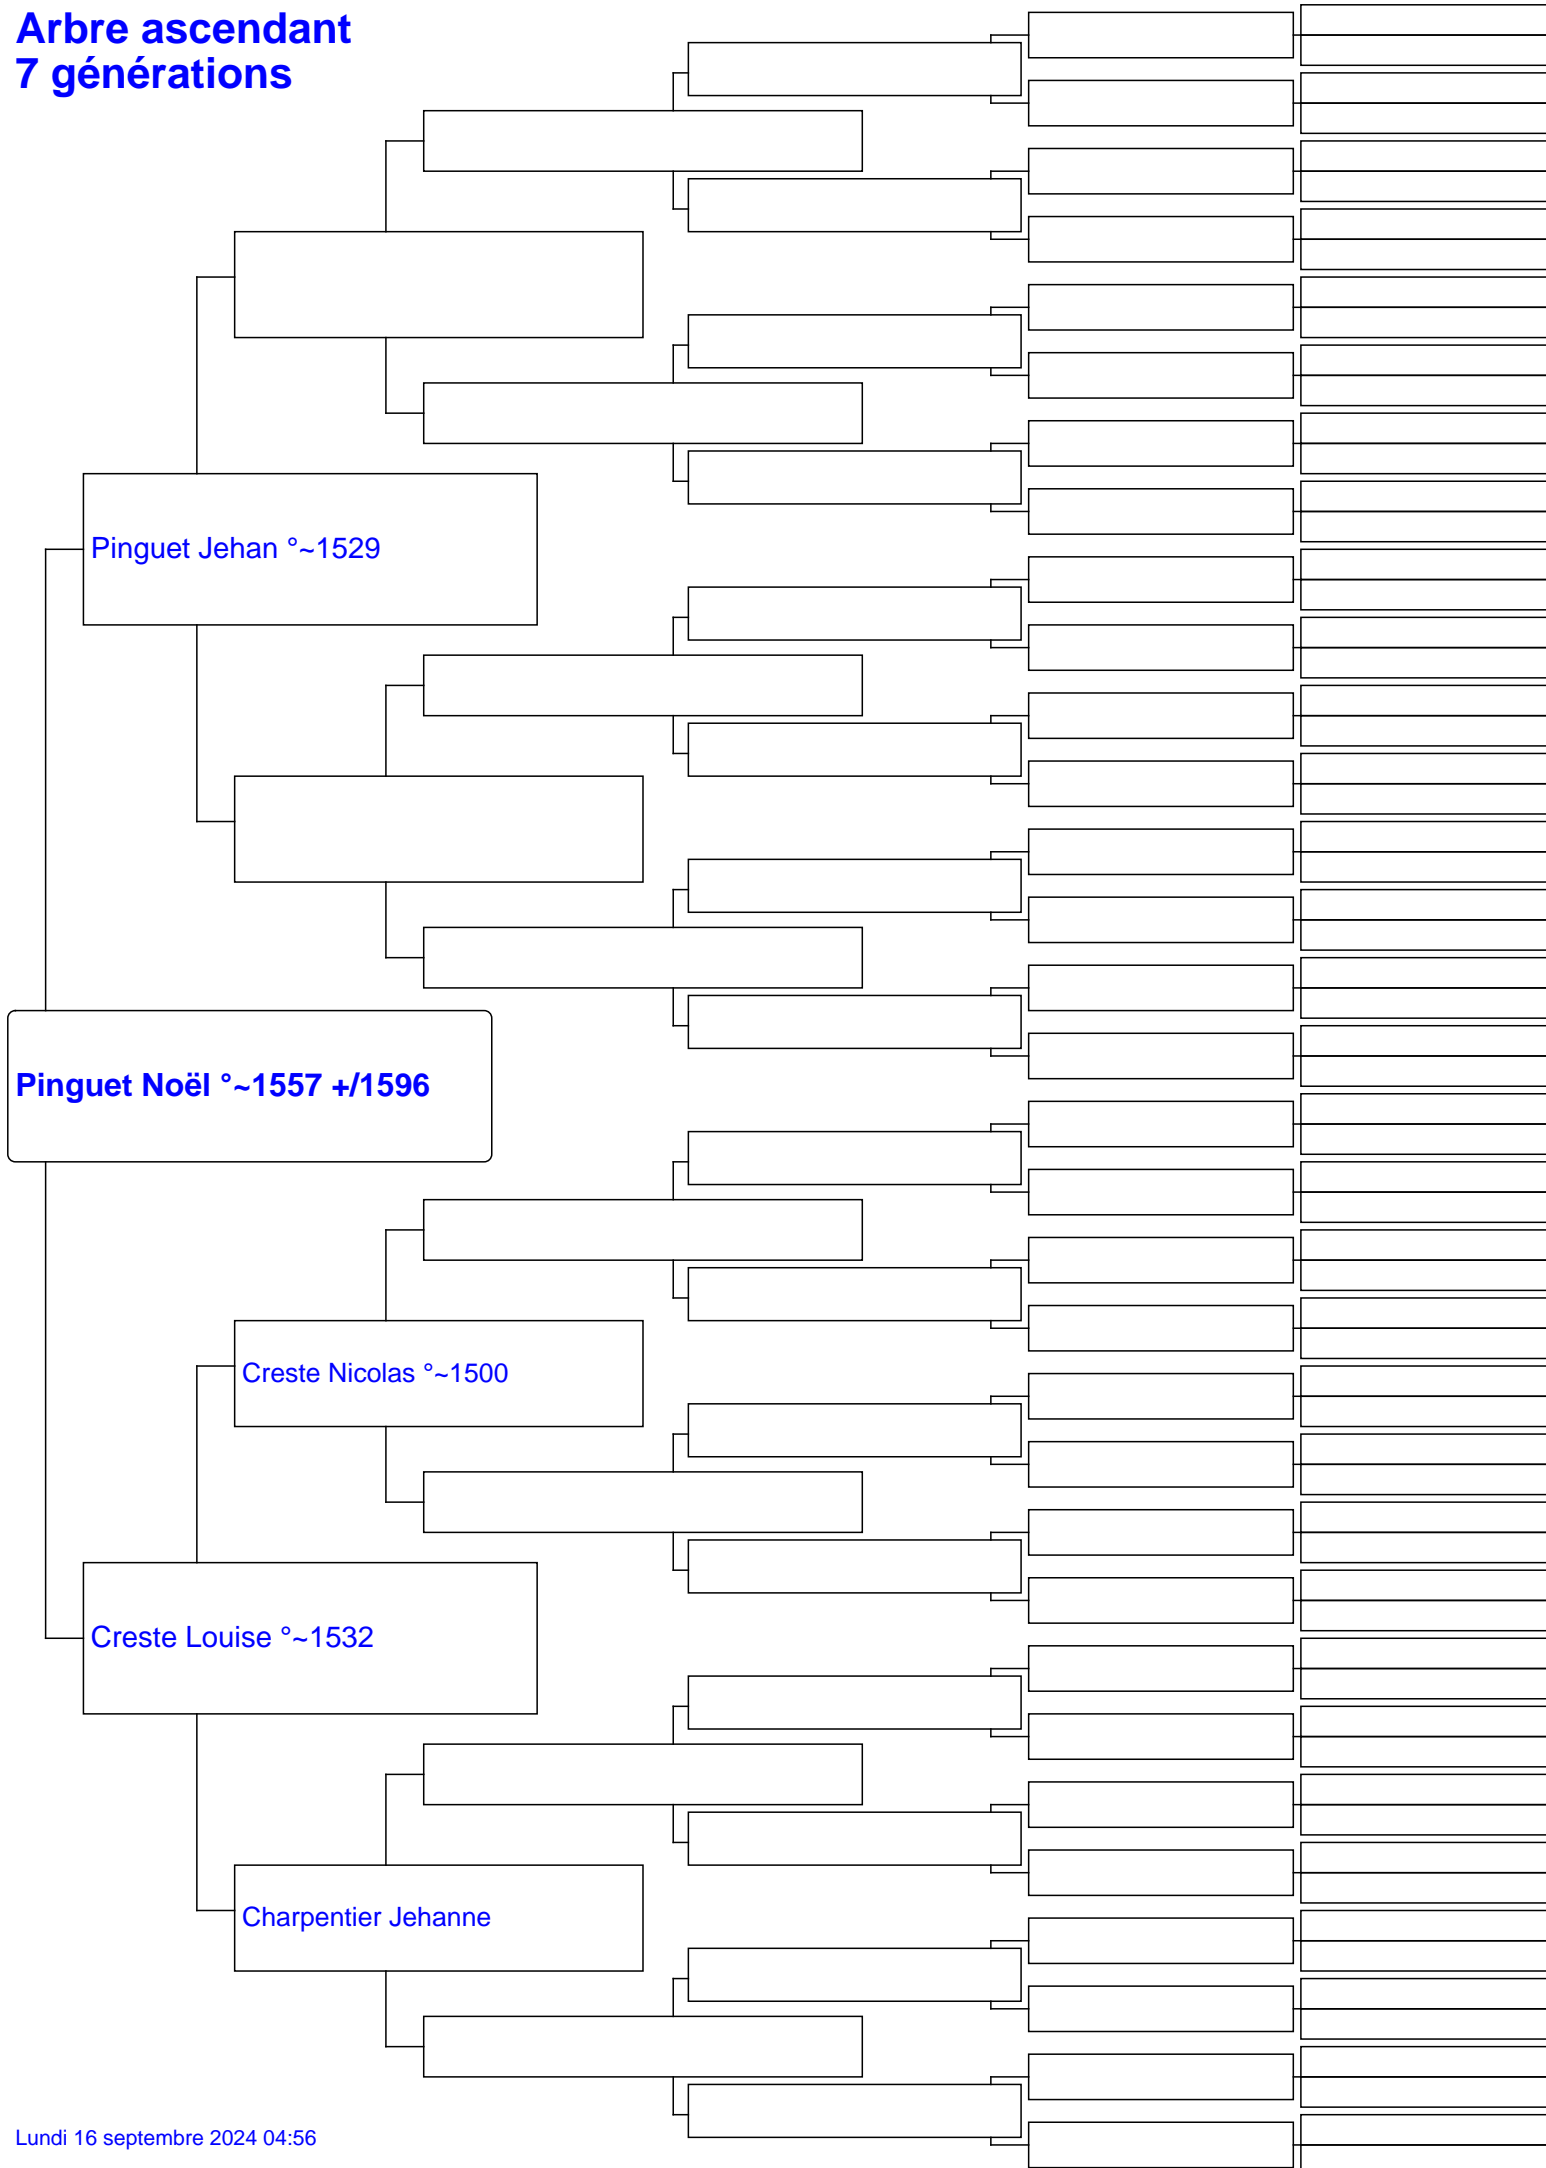 Arbre ascendant
7 générations
Pinguet Jehan °~1529
Pinguet Noël °~1557 +/1596
Creste Nicolas °~1500
Creste Louise °~1532
Charpentier Jehanne
Lundi 16 septembre 2024 04:56